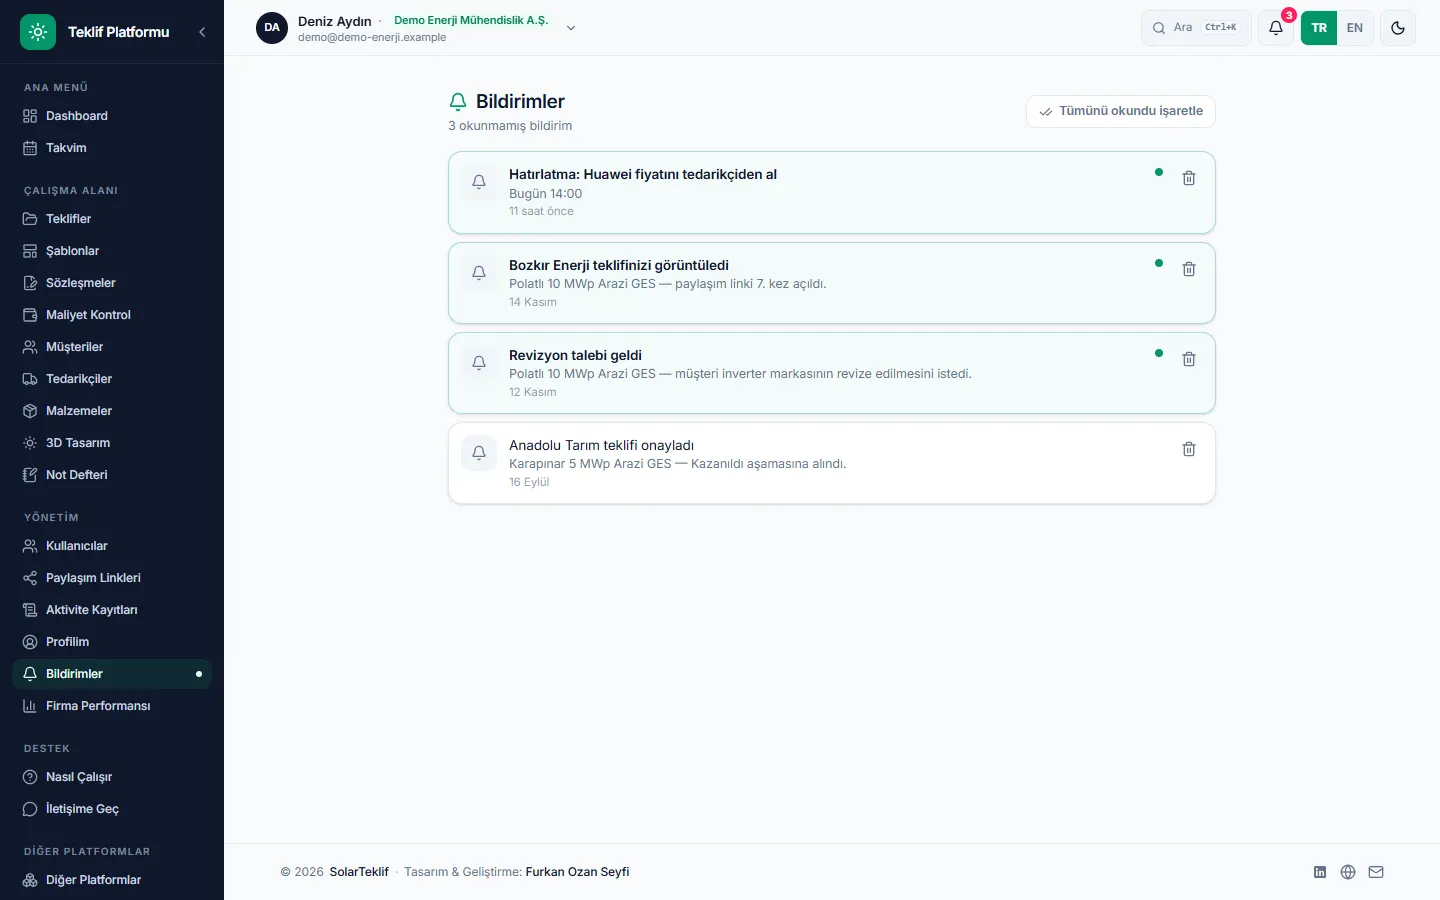 Teklif Platformu
ANA MENÜ
Dashboard
Takvim
ÇALIŞMA ALANI
Teklifler
Şablonlar
Sözleşmeler
Maliyet Kontrol
Müşteriler
Tedarikçiler
Malzemeler
3D Tasarım
Not Defteri
YÖNETİM
Kullanıcılar
Paylaşım Linkleri
Aktivite Kayıtları
Profilim
Bildirimler
Firma Performansı
DESTEK
Nasıl Çalışır
İletişime Geç
DİĞER PLATFORMLAR
Diğer Platformlar
DA
Deniz Aydın · Demo Enerji Mühendislik A.Ş.
demo@demo-enerji.example
Ara Ctrl+K
3
TR EN
Bildirimler
3 okunmamış bildirim
Tümünü okundu işaretle
Hatırlatma: Huawei fiyatını tedarikçiden al
Bugün 14:00
11 saat önce
Bozkır Enerji teklifinizi görüntüledi
Polatlı 10 MWp Arazi GES — paylaşım linki 7. kez açıldı.
14 Kasım
Revizyon talebi geldi
Polatlı 10 MWp Arazi GES — müşteri inverter markasının revize edilmesini istedi.
12 Kasım
Anadolu Tarım teklifi onayladı
Karapınar 5 MWp Arazi GES — Kazanıldı aşamasına alındı.
16 Eylül
© 2026 SolarTeklif · Tasarım & Geliştirme: Furkan Ozan Seyfi